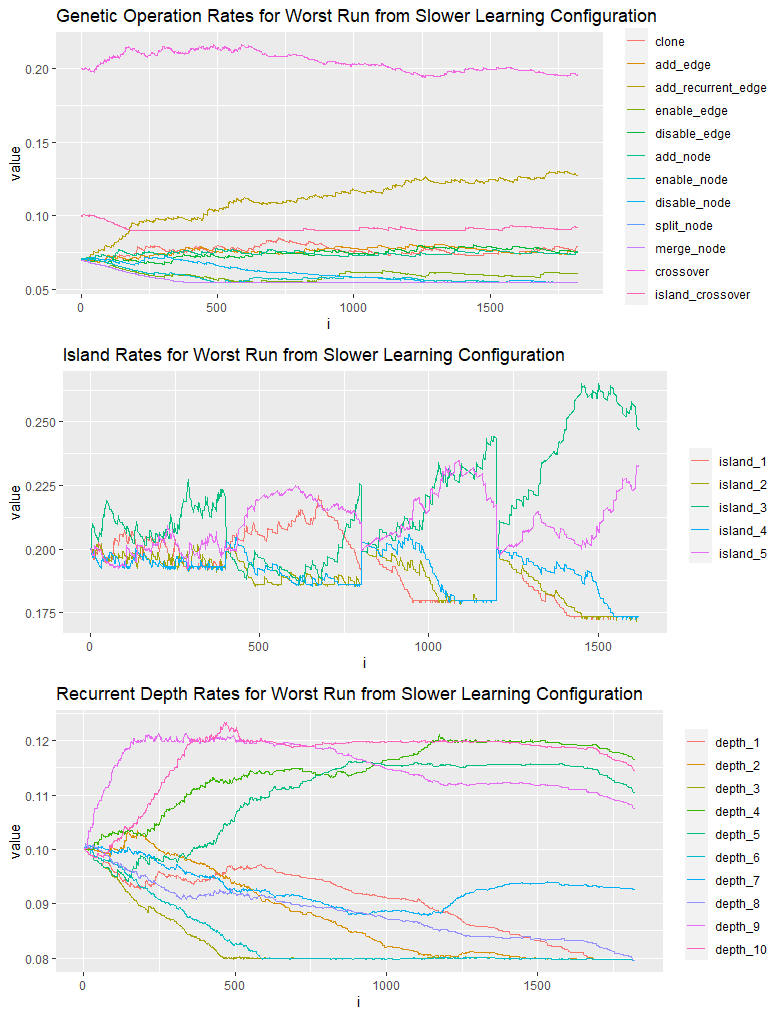 Genetic Operation Rates for Worst Run from Slower Learning Configuration
value
0.20
0.15
0.10
0.05
0
500
1000
1500
i
clone
add_edge
add_recurrent_edge
enable_edge
disable_edge
add_node
enable_node
disable_node
split_node
merge_node
crossover
island_crossover
Island Rates for Worst Run from Slower Learning Configuration
value
0.250
0.225
0.200
0.175
0
500
1000
1500
i
island_1
island_2
island_3
island_4
island_5
Recurrent Depth Rates for Worst Run from Slower Learning Configuration
value
0.12
0.11
0.10
0.09
0.08
0
500
1000
1500
i
depth_1
depth_2
depth_3
depth_4
depth_5
depth_6
depth_7
depth_8
depth_9
depth_10